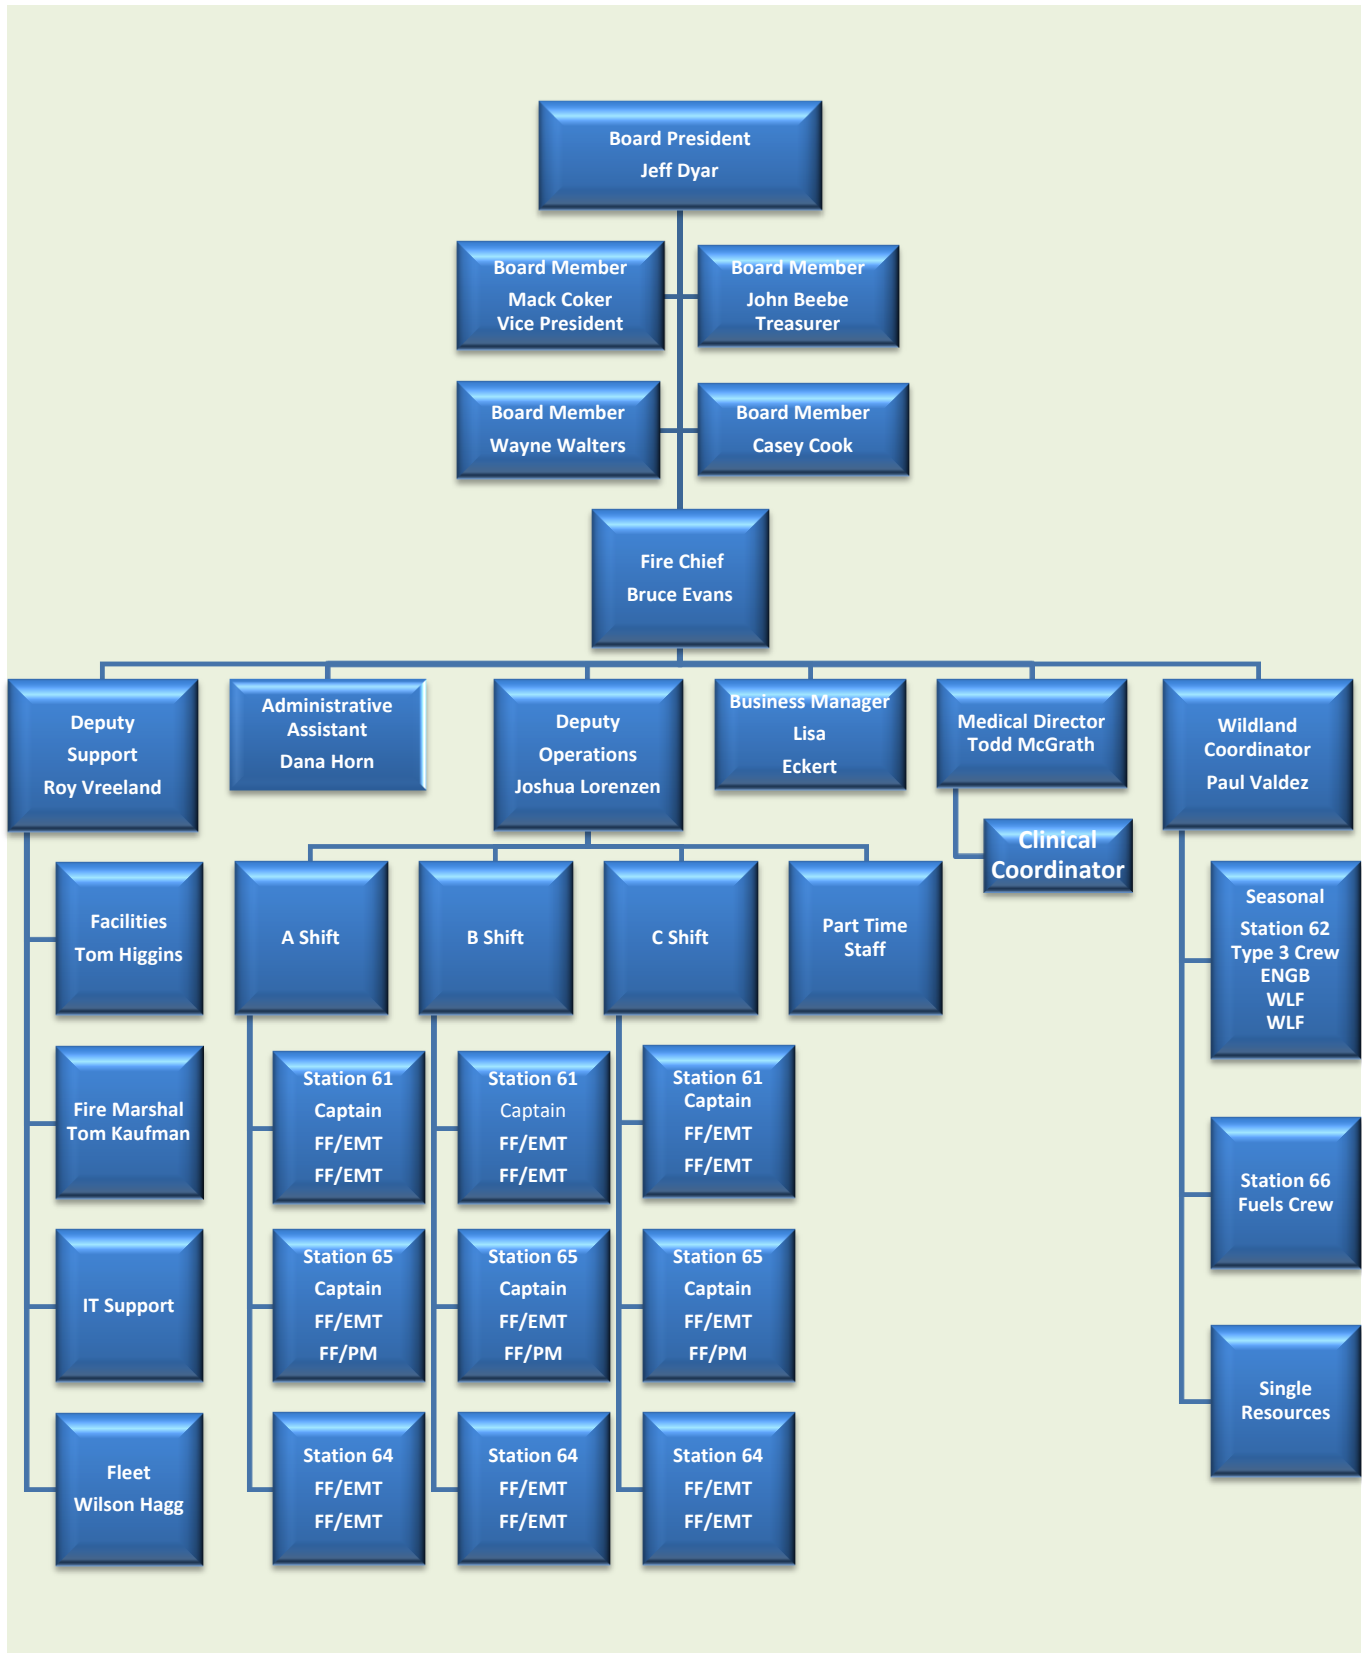 Board President
Jeff Dyar
Board Member
Mack Coker
Vice President
Board Member
John Beebe
Treasurer
Board Member
Wayne Walters
Board Member
Casey Cook
Fire Chief
Bruce Evans
Deputy
Support
Roy Vreeland
Administrative
Assistant
Dana Horn
Deputy
Operations
Joshua Lorenzen
Business Manager
Lisa
Eckert
Medical Director
Todd McGrath
Wildland
Coordinator
Paul Valdez
Clinical
Coordinator
Facilities
Tom Higgins
Fire Marshal
Tom Kaufman
IT Support
Fleet
Wilson Hagg
A Shift
Station 61
Captain
FF/EMT
FF/EMT
Station 65
Captain
FF/EMT
FF/PM
Station 64
FF/EMT
FF/EMT
B Shift
Station 61
Captain
FF/EMT
FF/EMT
Station 65
Captain
FF/EMT
FF/PM
Station 64
FF/EMT
FF/EMT
C Shift
Station 61
Captain
FF/EMT
FF/EMT
Station 65
Captain
FF/EMT
FF/PM
Station 64
FF/EMT
FF/EMT
Part Time
Staff
Seasonal
Station 62
Type 3 Crew
ENGB
WLF
WLF
Station 66
Fuels Crew
Single
Resources